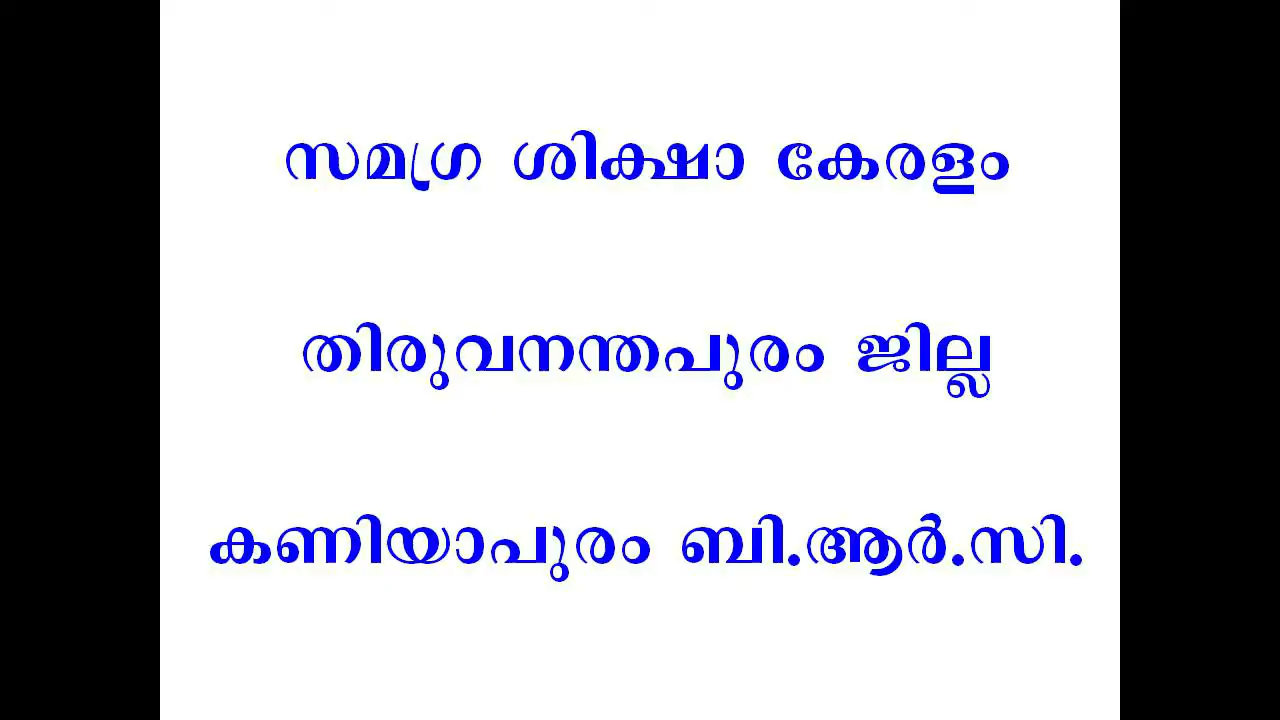 സമഗ്ര ശിക്ഷാ കേരളം
തിരുവനന്തപുരം ജില്ല
കണിയാപുരം ബി.ആർ.സി.